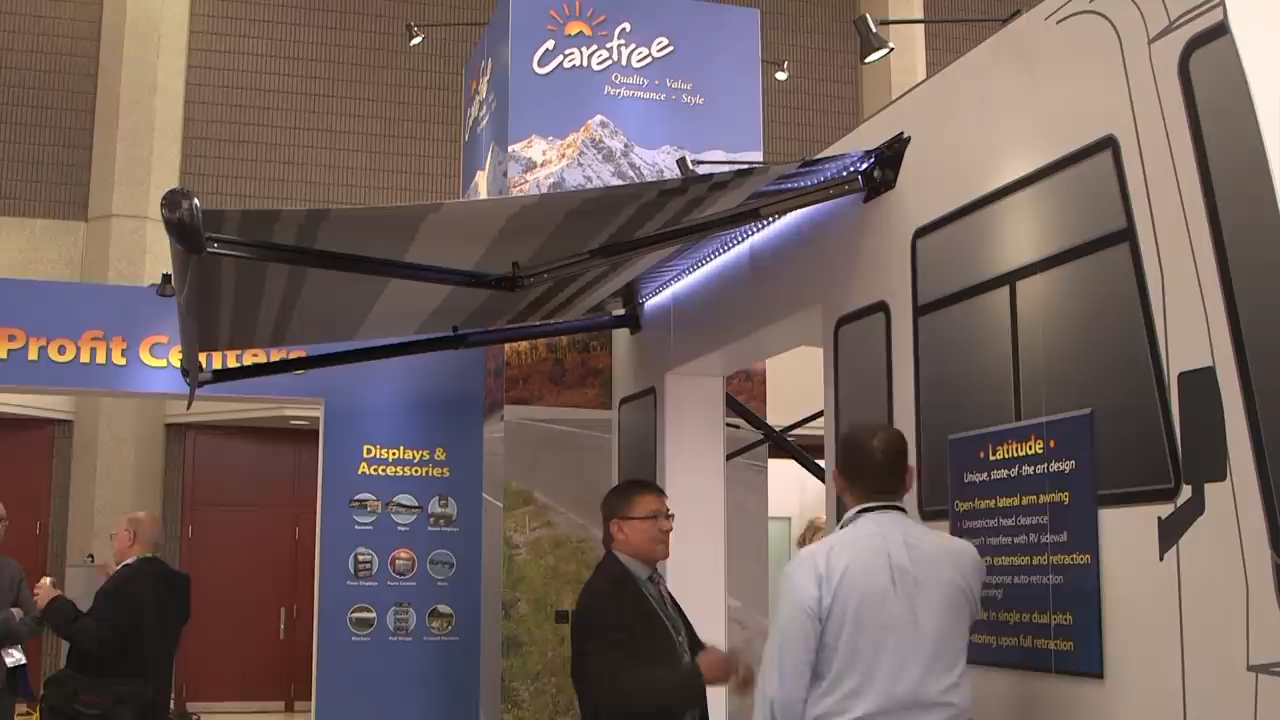 Carefree
Quality • Value
Performance • Style
Profit Centers
Displays &
Accessories
• Latitude •
Unique, state-of-the art design
Open-frame lateral arm awning
Unrestricted head clearance
interfere with RV sidewall
extension and retraction
auto-retraction
in single or dual pitch
upon full retraction